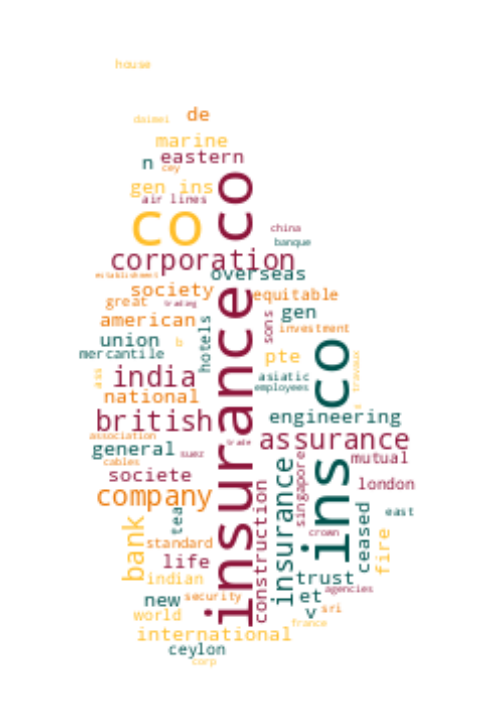 house
daimei
de
marine
n
eastern
cey
gen ins
air lines
co
china
banque
corporation
establishment
overseas
society
equitable
great
trading
gen
american
sons
investment
union
hotels
b
mercantile
pte
india
asiatic
ass
travaux
employees
national
british
engineering
insurance co
ins co
association
general
trade
assurance
suez
mutual
cables
societe
london
company
construction
insurance
singapore
tea
ceased
east
crown
bank
standard
fire
life
indian
trust
agencies
new
security
et
world
v
sri
france
international
ceylon
corp